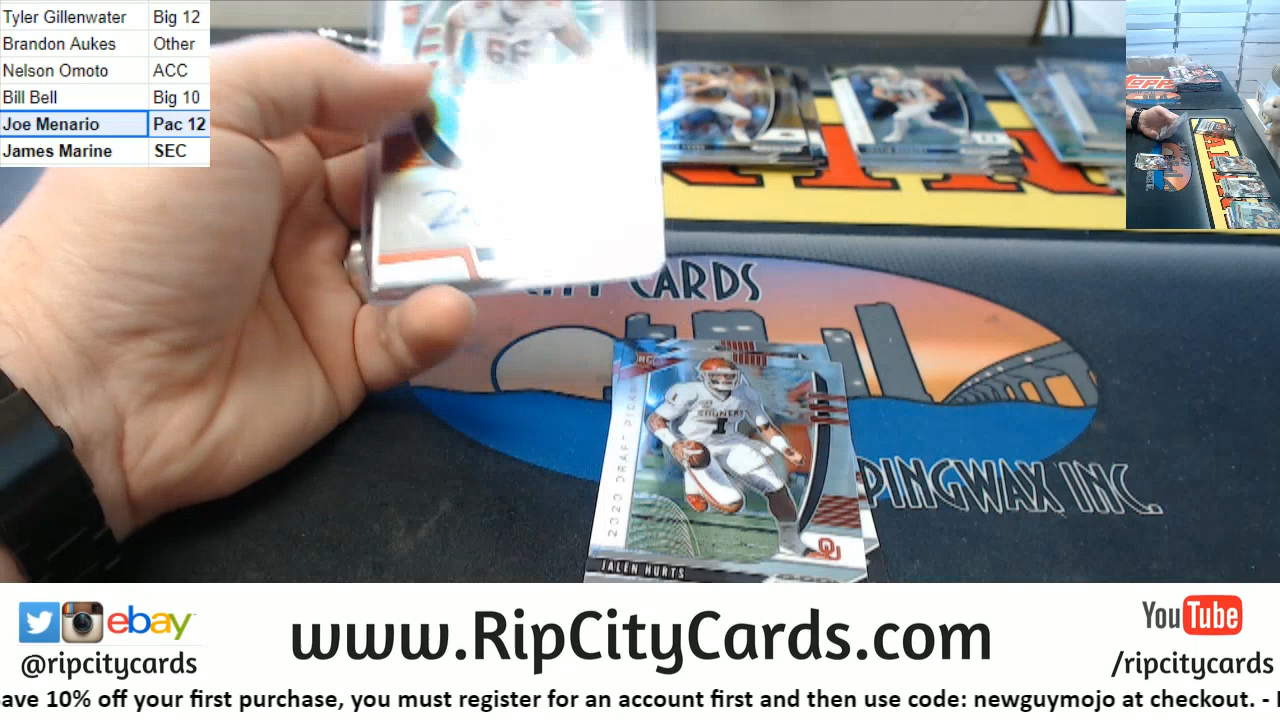 Tyler Gillenwater Big 12
Brandon Aukes Other
Nelson Omoto ACC
Bill Bell Big 10
Joe Menario Pac 12
James Marine SEC
66
CARDS
PINGWAX INC.
RC
2020 DRAFT PICKS
SOONERS
1
OU
JALEN HURTS
ebay
@ripcitycards
www.RipCityCards.com
YouTube
/ripcitycards
ave 10% off your first purchase, you must register for an account first and then use code: newguymojo at checkout. -